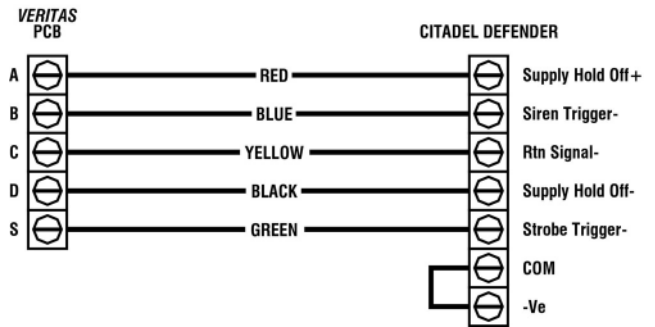 VERITAS
PCB
CITADEL DEFENDER
A RED Supply Hold Off+
B BLUE Siren Trigger-
C YELLOW Rtn Signal-
D BLACK Supply Hold Off-
S GREEN Strobe Trigger-
COM
-Ve